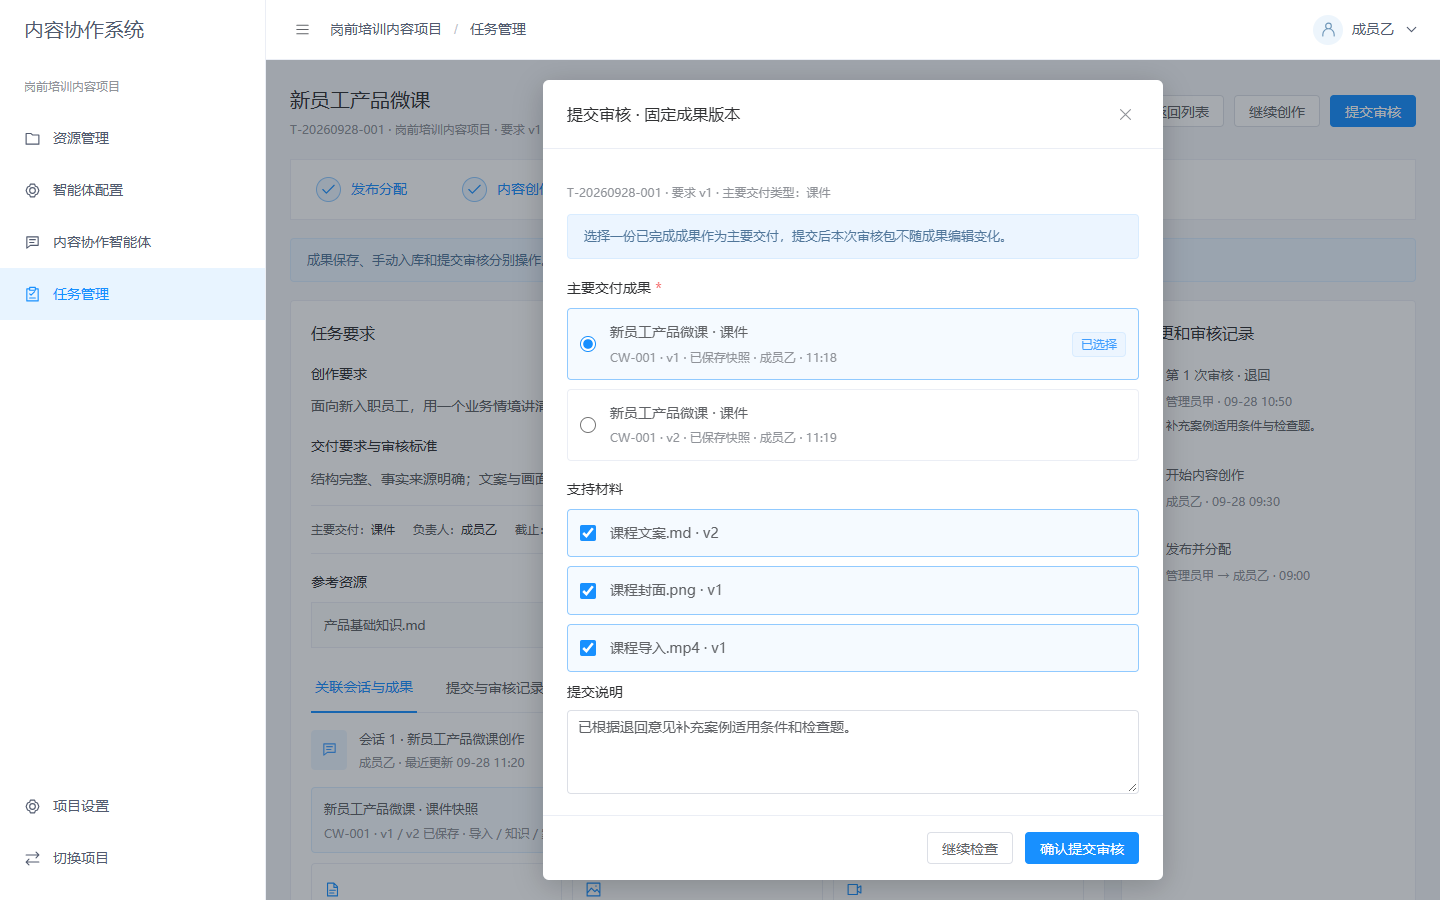 内容协作系统
岗前培训内容项目
资源管理
智能体配置
内容协作智能体
任务管理
项目设置
切换项目
岗前培训内容项目 / 任务管理
成员乙
新员工产品微课
T-20260928-001 · 岗前培训内容项目 · 要求 v1
返回列表
继续创作
提交审核
发布分配
内容创作
成果保存、手动入库和提交审核分别操作
任务要求
创作要求
面向新入职员工，用一个业务情境讲清
交付要求与审核标准
结构完整、事实来源明确；文案与画面
主要交付：课件 负责人：成员乙 截止：
参考资源
产品基础知识.md
关联会话与成果
提交与审核记录
会话 1 · 新员工产品微课创作
成员乙 · 最近更新 09-28 11:20
新员工产品微课 · 课件快照
CW-001 · v1 / v2 已保存 · 导入 / 知识 /
提交审核 · 固定成果版本
T-20260928-001 · 要求 v1 · 主要交付类型：课件
选择一份已完成成果作为主要交付，提交后本次审核包不随成果编辑变化。
主要交付成果 *
新员工产品微课 · 课件
CW-001 · v1 · 已保存快照 · 成员乙 · 11:18
已选择
新员工产品微课 · 课件
CW-001 · v2 · 已保存快照 · 成员乙 · 11:19
支持材料
课程文案.md · v2
课程封面.png · v1
课程导入.mp4 · v1
提交说明
已根据退回意见补充案例适用条件和检查题。
继续检查
确认提交审核
更和审核记录
第 1 次审核 · 退回
管理员甲 · 09-28 10:50
补充案例适用条件与检查题。
开始内容创作
成员乙 · 09-28 09:30
发布并分配
管理员甲 → 成员乙 · 09:00